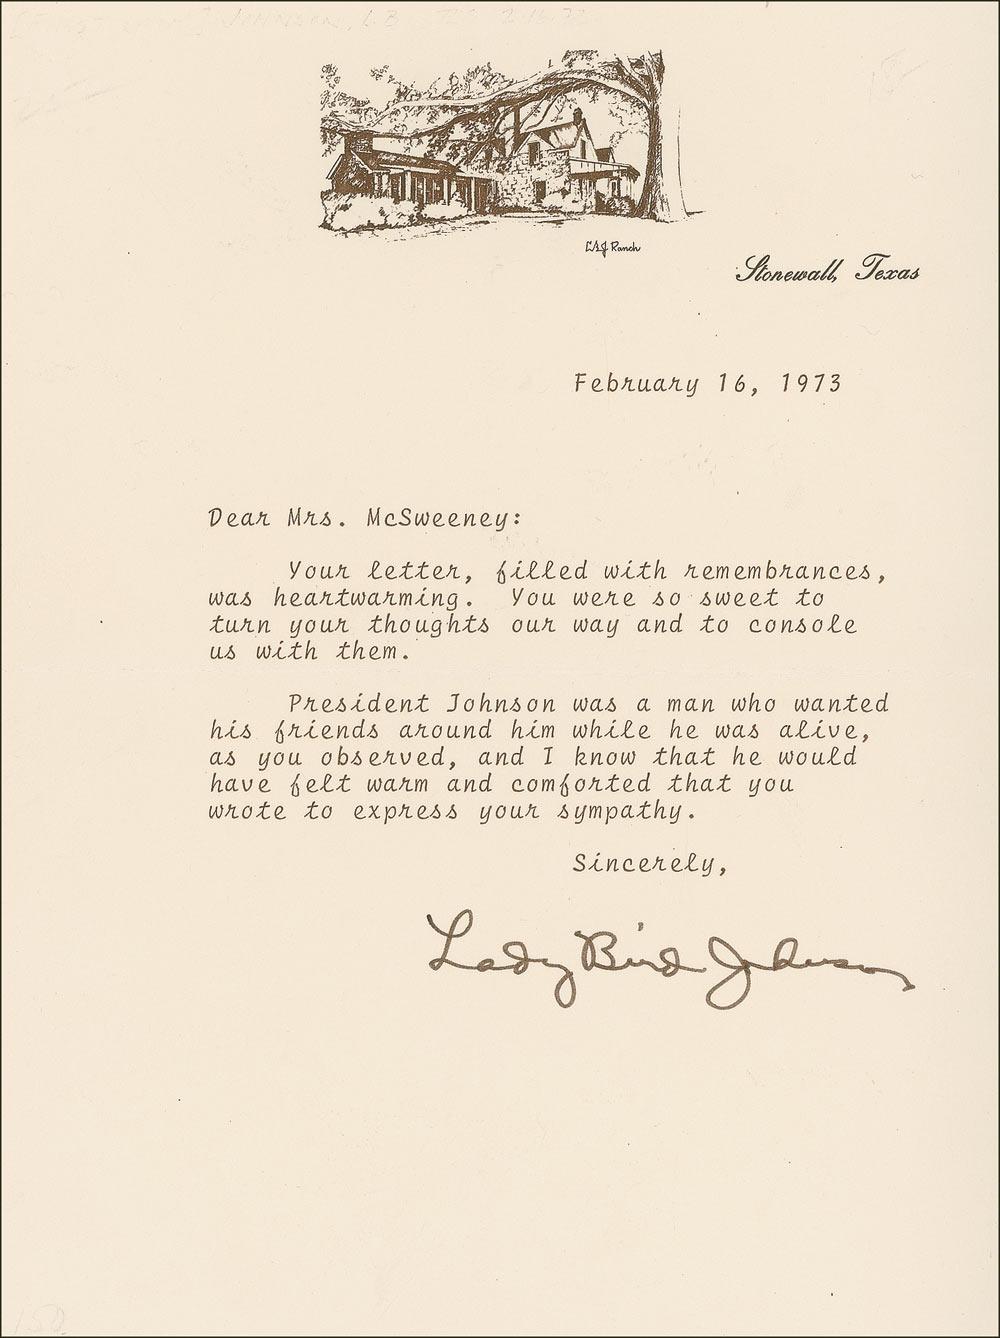 LBJ Ranch
Stonewall, Texas
February 16, 1973
Dear Mrs. McSweeney:
Your letter, filled with remembrances,
was heartwarming. You were so sweet to
turn your thoughts our way and to console
us with them.
President Johnson was a man who wanted
his friends around him while he was alive,
as you observed, and I know that he would
have felt warm and comforted that you
wrote to express your sympathy.
Sincerely,
Lady Bird Johnson